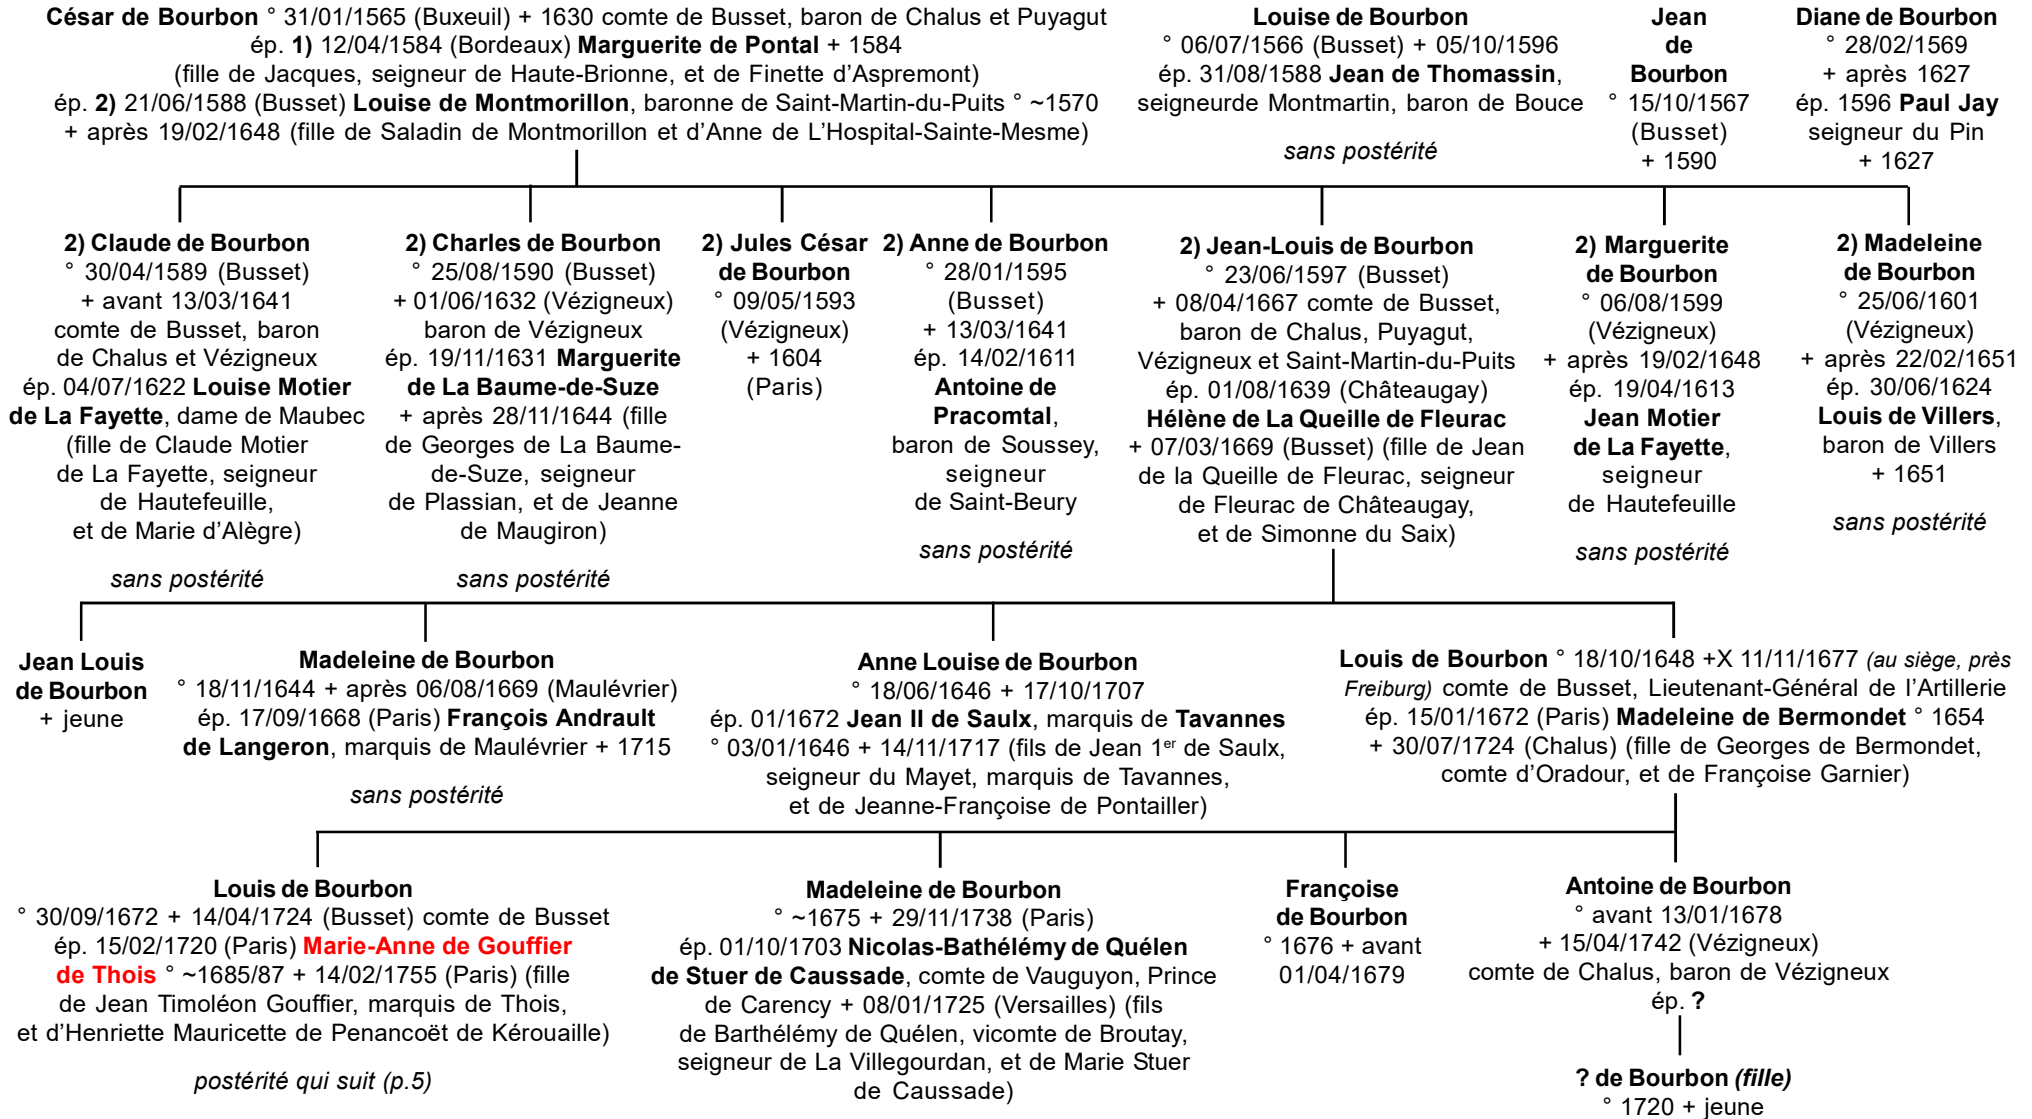 César de Bourbon ° 31/01/1565 (Buxeuil) + 1630 comte de Busset, baron de Chalus et Puyagut
ép. 1) 12/04/1584 (Bordeaux) Marguerite de Pontal + 1584
(fille de Jacques, seigneur de Haute-Brionne, et de Finette d’Aspremont)
ép. 2) 21/06/1588 (Busset) Louise de Montmorillon, baronne de Saint-Martin-du-Puits ° ~1570
+ après 19/02/1648 (fille de Saladin de Montmorillon et d’Anne de L’Hospital-Sainte-Mesme)
Louise de Bourbon
° 06/07/1566 (Busset) + 05/10/1596
ép. 31/08/1588 Jean de Thomassin,
seigneurde Montmartin, baron de Bouce
sans postérité
Jean
de
Bourbon
° 15/10/1567
(Busset)
+ 1590
Diane de Bourbon
° 28/02/1569
+ après 1627
ép. 1596 Paul Jay
seigneur du Pin
+ 1627
2) Claude de Bourbon
° 30/04/1589 (Busset)
+ avant 13/03/1641
comte de Busset, baron
de Chalus et Vézigneux
ép. 04/07/1622 Louise Motier
de La Fayette, dame de Maubec
(fille de Claude Motier
de La Fayette, seigneur
de Hautefeuille,
et de Marie d’Alègre)
sans postérité
2) Charles de Bourbon
° 25/08/1590 (Busset)
+ 01/06/1632 (Vézigneux)
baron de Vézigneux
ép. 19/11/1631 Marguerite
de La Baume-de-Suze
+ après 28/11/1644 (fille
de Georges de La Baume-
de-Suze, seigneur
de Plassian, et de Jeanne
de Maugiron)
sans postérité
2) Jules César
de Bourbon
° 09/05/1593
(Vézigneux)
+ 1604
(Paris)
2) Anne de Bourbon
° 28/01/1595
(Busset)
+ 13/03/1641
ép. 14/02/1611
Antoine de
Pracomtal,
baron de Soussey,
seigneur
de Saint-Beury
sans postérité
2) Jean-Louis de Bourbon
° 23/06/1597 (Busset)
+ 08/04/1667 comte de Busset,
baron de Chalus, Puyagut,
Vézigneux et Saint-Martin-du-Puits
ép. 01/08/1639 (Châteaugay)
Hélène de La Queille de Fleurac
+ 07/03/1669 (Busset) (fille de Jean
de la Queille de Fleurac, seigneur
de Fleurac de Châteaugay,
et de Simonne du Saix)
2) Marguerite
de Bourbon
° 06/08/1599
(Vézigneux)
+ après 19/02/1648
ép. 19/04/1613
Jean Motier
de La Fayette,
seigneur
de Hautefeuille
sans postérité
2) Madeleine
de Bourbon
° 25/06/1601
(Vézigneux)
+ après 22/02/1651
ép. 30/06/1624
Louis de Villers,
baron de Villers
+ 1651
sans postérité
Jean Louis
de Bourbon
+ jeune
Madeleine de Bourbon
° 18/11/1644 + après 06/08/1669 (Maulévrier)
ép. 17/09/1668 (Paris) François Andrault
de Langeron, marquis de Maulévrier + 1715
sans postérité
Anne Louise de Bourbon
° 18/06/1646 + 17/10/1707
ép. 01/1672 Jean II de Saulx, marquis de Tavannes
° 03/01/1646 + 14/11/1717 (fils de Jean 1er de Saulx,
seigneur du Mayet, marquis de Tavannes,
et de Jeanne-Françoise de Pontailler)
Louis de Bourbon ° 18/10/1648 +X 11/11/1677 (au siège, près
Freiburg) comte de Busset, Lieutenant-Général de l’Artillerie
ép. 15/01/1672 (Paris) Madeleine de Bermondet ° 1654
+ 30/07/1724 (Chalus) (fille de Georges de Bermondet,
comte d’Oradour, et de Françoise Garnier)
Louis de Bourbon
° 30/09/1672 + 14/04/1724 (Busset) comte de Busset
ép. 15/02/1720 (Paris) Marie-Anne de Gouffier
de Thois ° ~1685/87 + 14/02/1755 (Paris) (fille
de Jean Timoléon Gouffier, marquis de Thois,
et d’Henriette Mauricette de Penancoët de Kérouaille)
postérité qui suit (p.5)
Madeleine de Bourbon
° ~1675 + 29/11/1738 (Paris)
ép. 01/10/1703 Nicolas-Bathélémy de Quélen
de Stuer de Caussade, comte de Vauguyon, Prince
de Carency + 08/01/1725 (Versailles) (fils
de Barthélémy de Quélen, vicomte de Broutay,
seigneur de La Villegourdan, et de Marie Stuer
de Caussade)
Françoise
de Bourbon
° 1676 + avant
01/04/1679
Antoine de Bourbon
° avant 13/01/1678
+ 15/04/1742 (Vézigneux)
comte de Chalus, baron de Vézigneux
ép. ?
? de Bourbon (fille)
° 1720 + jeune